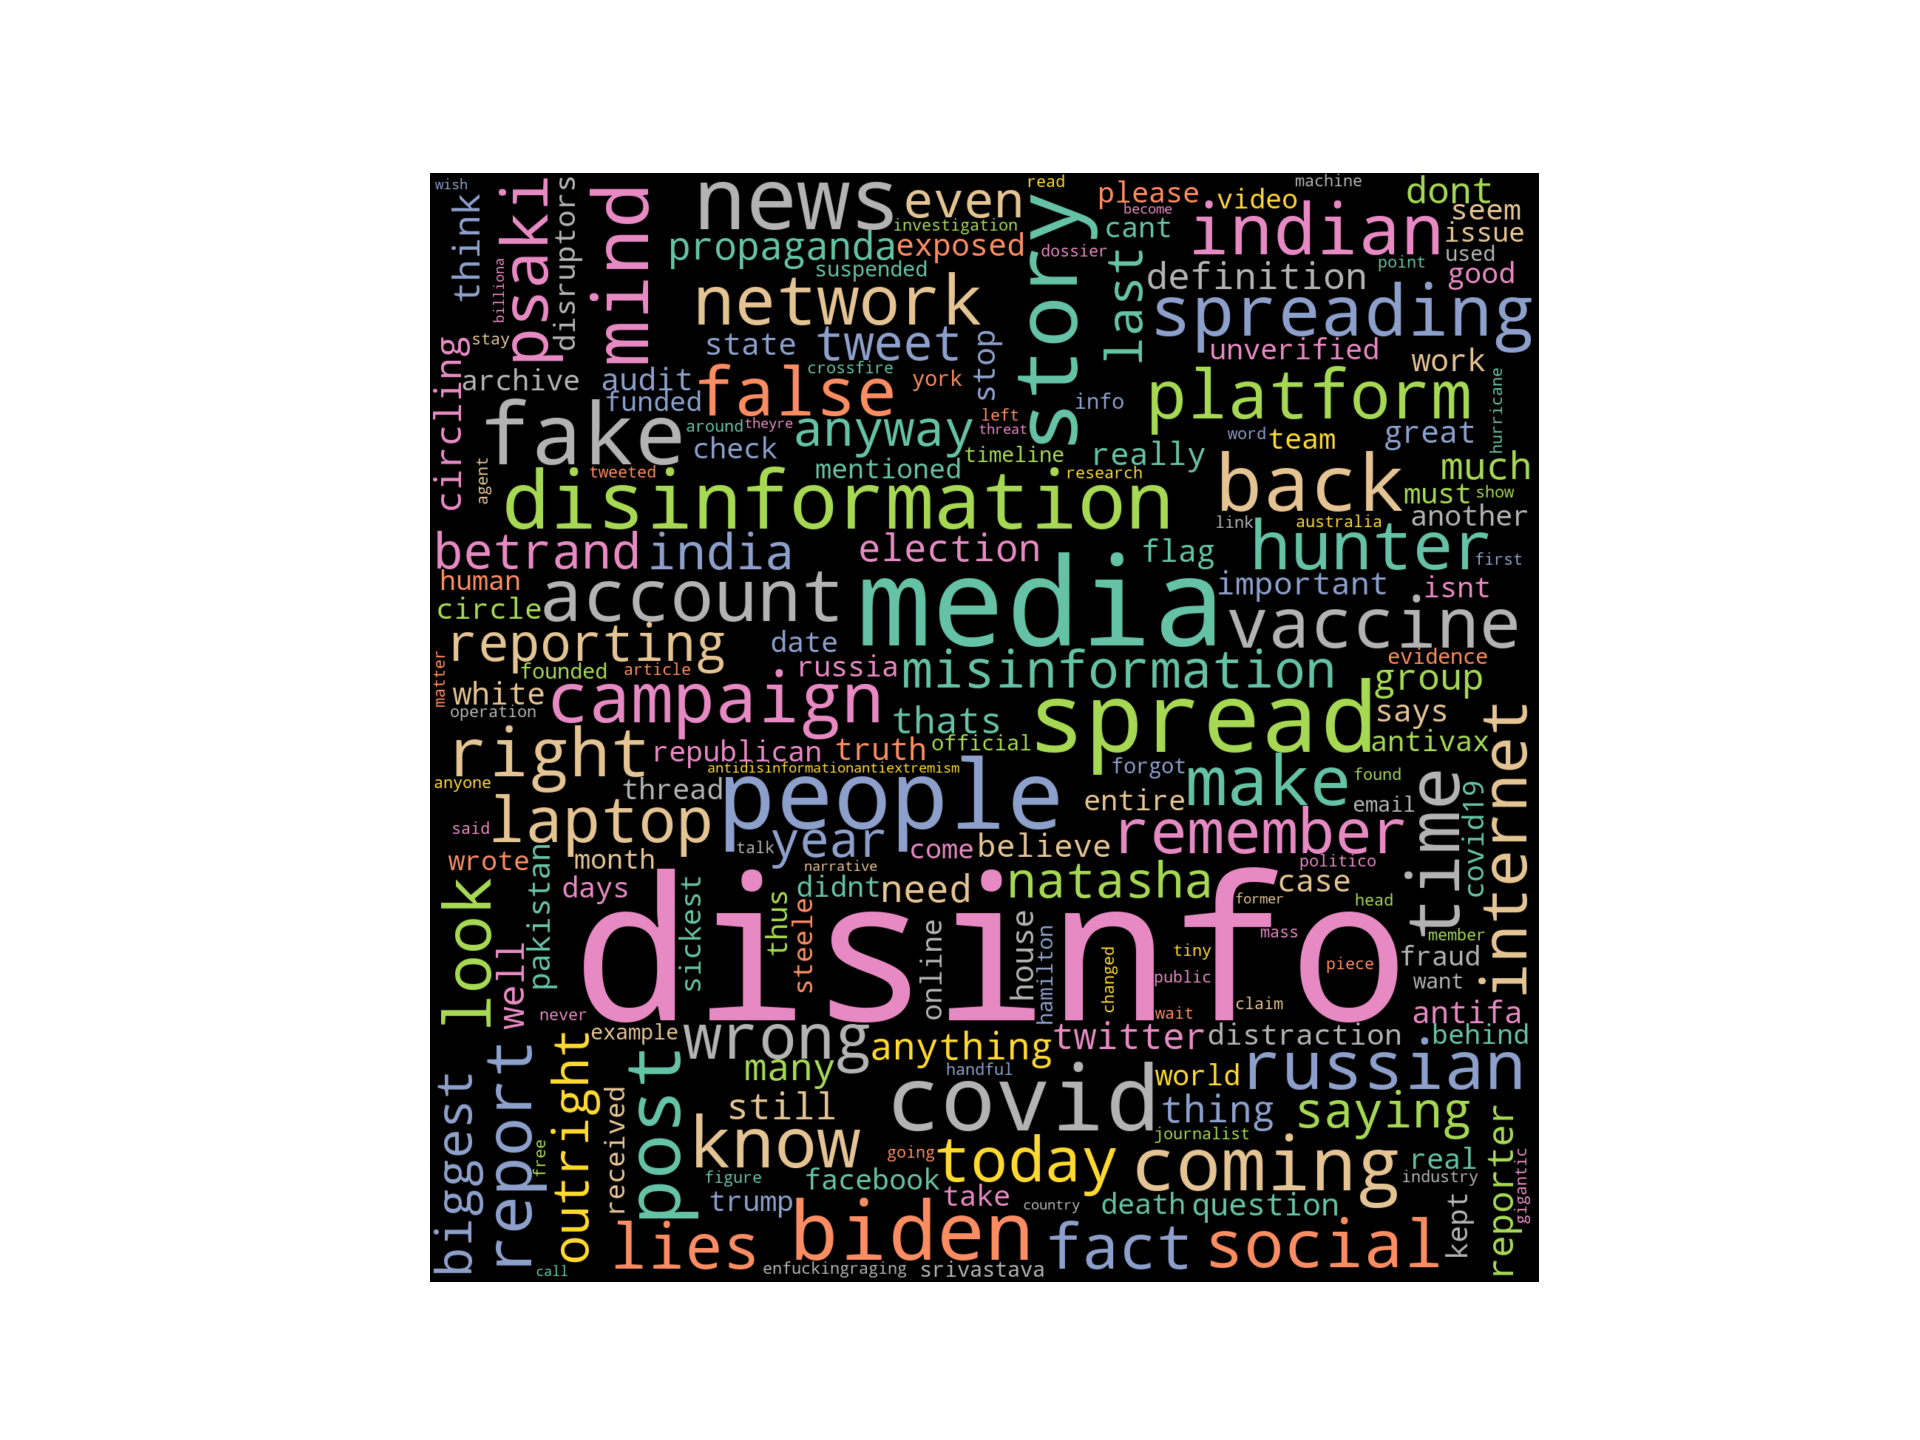 wish
think
psaki
disruptors
mind
news
even
read
please
video
machine
dont
become
investigation
story
cant
indian
seem
issue
propaganda
exposed
dossier
last
used
suspended
definition
point
good
billiona
network
spreading
stay
state
tweet
stop
unverified
work
circling
archive
audit
crossfire
york
platform
hurricane
funded
false
info
fake
around
theyre
anyway
left
threat
word
team
great
check
timeline
really
agent
tweeted
mentioned
research
back
much
must
show
disinformation
link
australia
another
betrand
india
election
flag
hunter
first
human
account
media
important
isnt
circle
vaccine
reporting
date
matter
founded
article
russia
misinformation
evidence
white
campaign
group
operation
thats
spread
says
internet
right
republican
truth
official
antivax
antidisinformationantiextremism
forgot
make
found
anyone
thread
people
entire
email
time
covid19
said
laptop
year
talk
come
believe
remember
wrote
month
narrative
politico
look
pakistan
days
sickest
didnt
need
natasha
case
thus
steele
disinfo
former
head
well
online
house
hamilton
mass
member
changed
tiny
fraud
public
piece
want
never
wait
claim
antifa
example
wrong
anything
twitter
distraction
behind
biggest
report
outright
post
many
handful
covid
world
russian
received
still
thing
saying
free
know
journalist
reporter
going
today
coming
real
figure
facebook
industry
gigantic
trump
take
country
death
question
kept
lies
biden
fact
social
call
enfuckingraging
srivastava